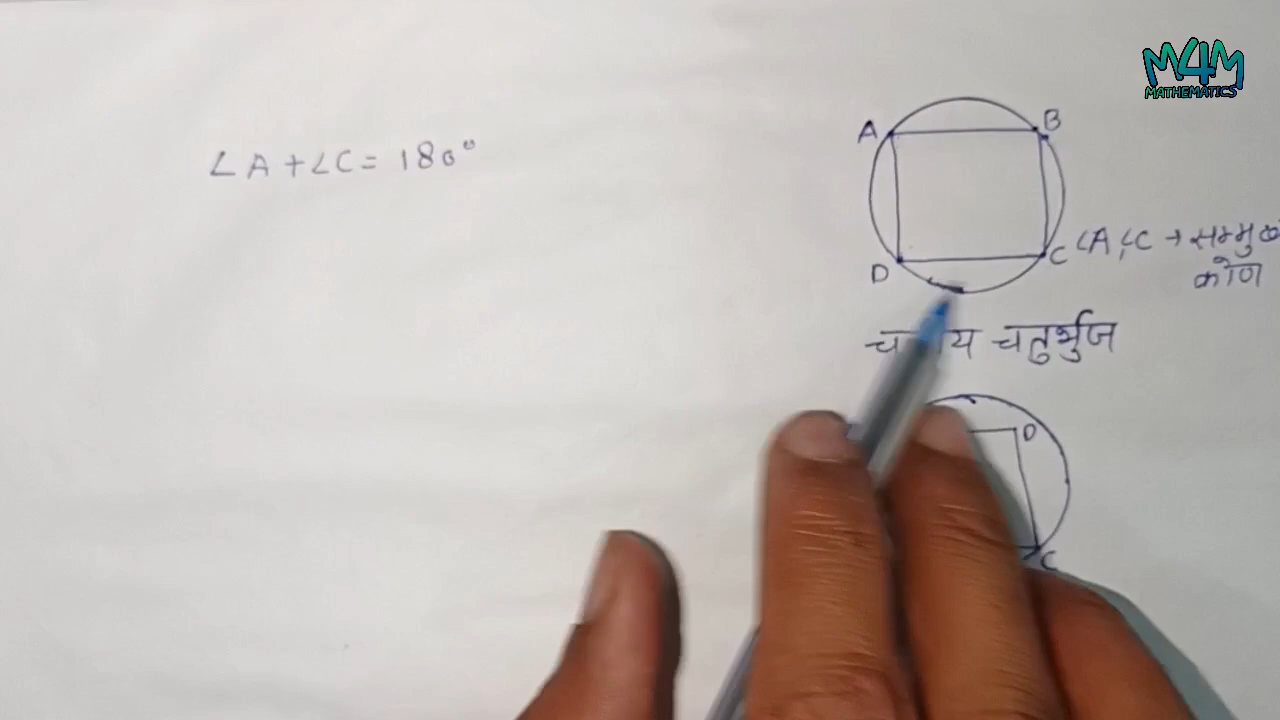 M4M
MATHEMATICS
∠A+∠C= 180°
A
B
D
C
∠A,∠C → सम्मुख
कोण
चतुर्भुज
D
C